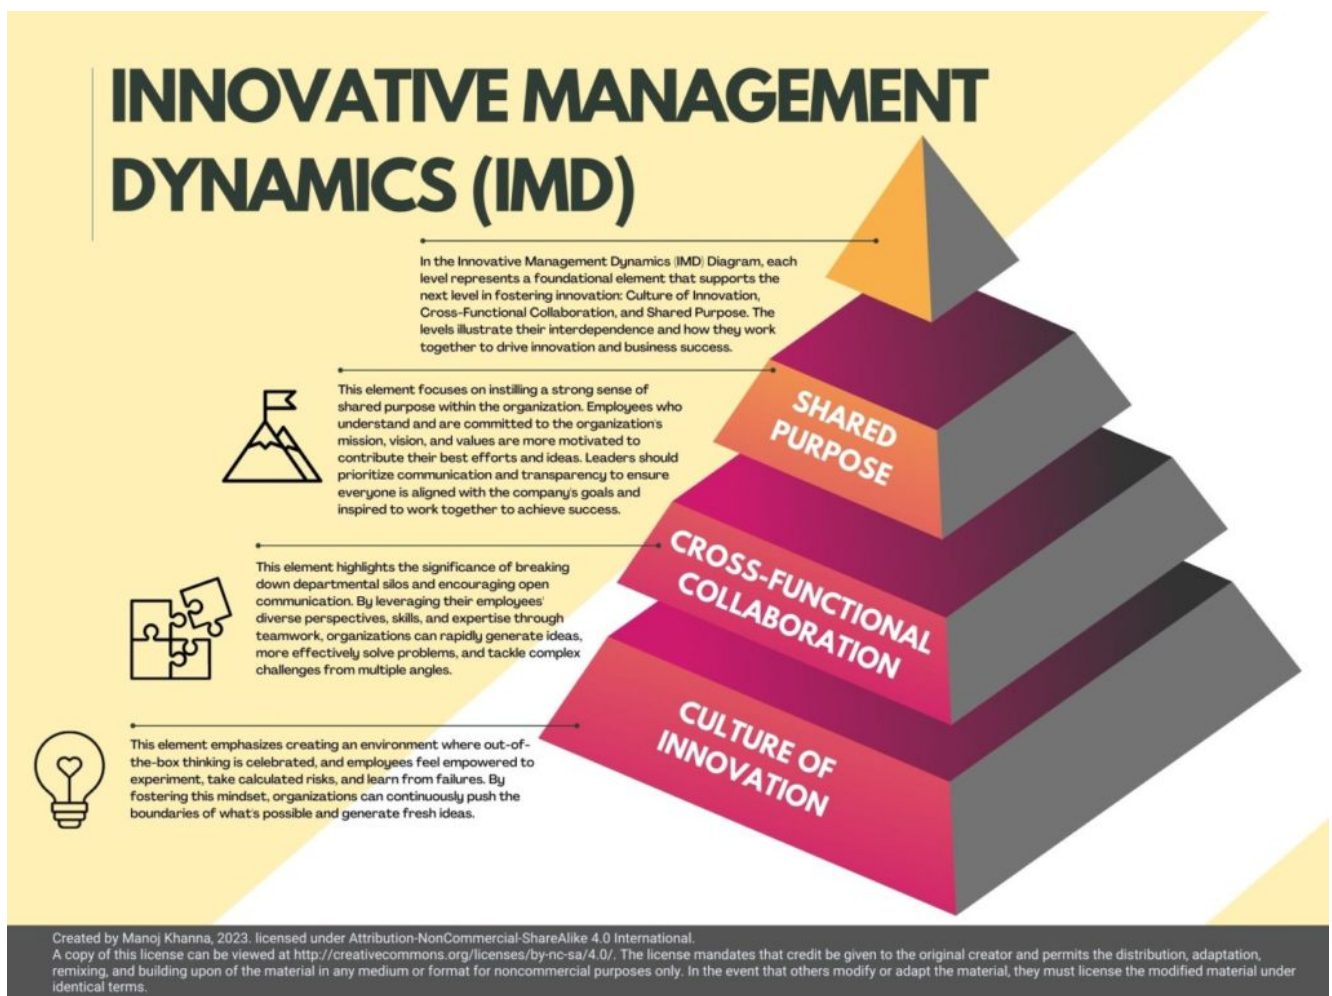 INNOVATIVE MANAGEMENT
DYNAMICS (IMD)
In the Innovative Management Dynamics (IMD) Diagram, each
level represents a foundational element that supports the
next level in fostering innovation: Culture of Innovation,
Cross-Functional Collaboration, and Shared Purpose. The
levels illustrate their interdependence and how they work
together to drive innovation and business success.
This element focuses on instilling a strong sense of
shared purpose within the organization. Employees who
understand and are committed to the organization's
mission, vision, and values are more motivated to
contribute their best efforts and ideas. Leaders should
prioritize communication and transparency to ensure
everyone is aligned with the company's goals and
inspired to work together to achieve success.
SHARED
PURPOSE
This element highlights the significance of breaking
down departmental silos and encouraging open
communication. By leveraging their employees'
diverse perspectives, skills, and expertise through
teamwork, organizations can rapidly generate ideas,
more effectively solve problems, and tackle complex
challenges from multiple angles.
CROSS-FUNCTIONAL
COLLABORATION
This element emphasizes creating an environment where out-of-
the-box thinking is celebrated, and employees feel empowered to
experiment, take calculated risks, and learn from failures. By
fostering this mindset, organizations can continuously push the
boundaries of what's possible and generate fresh ideas.
CULTURE OF
INNOVATION
Created by Manoj Khanna, 2023. licensed under Attribution-NonCommercial-ShareAlike 4.0 International.
A copy of this license can be viewed at http://creativecommons.org/licenses/by-nc-sa/4.0/. The license mandates that credit be given to the original creator and permits the distribution, adaptation,
remixing, and building upon of the material in any medium or format for noncommercial purposes only. In the event that others modify or adapt the material, they must license the modified material under
identical terms.